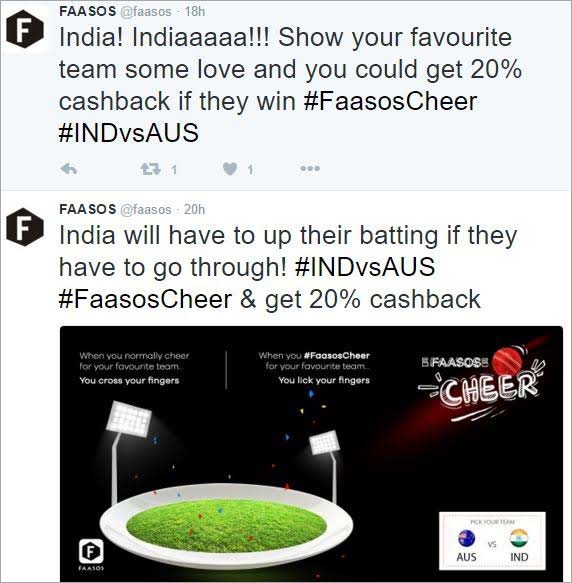 FAASOS @faasos · 18h
India! Indiaaaaa!!! Show your favourite
team some love and you could get 20%
cashback if they win #FaasosCheer
#INDvsAUS
1 1
FAASOS @faasos · 20h
India will have to up their batting if they
have to go through! #INDvsAUS
#FaasosCheer & get 20% cashback
When you normally cheer
for your favourite team..
You cross your fingers
When you #FaasosCheer
for your favourite team..
You lick your fingers
FAASOS
CHEER
PICK YOUR TEAM
AUS VS IND
F
FAASOS